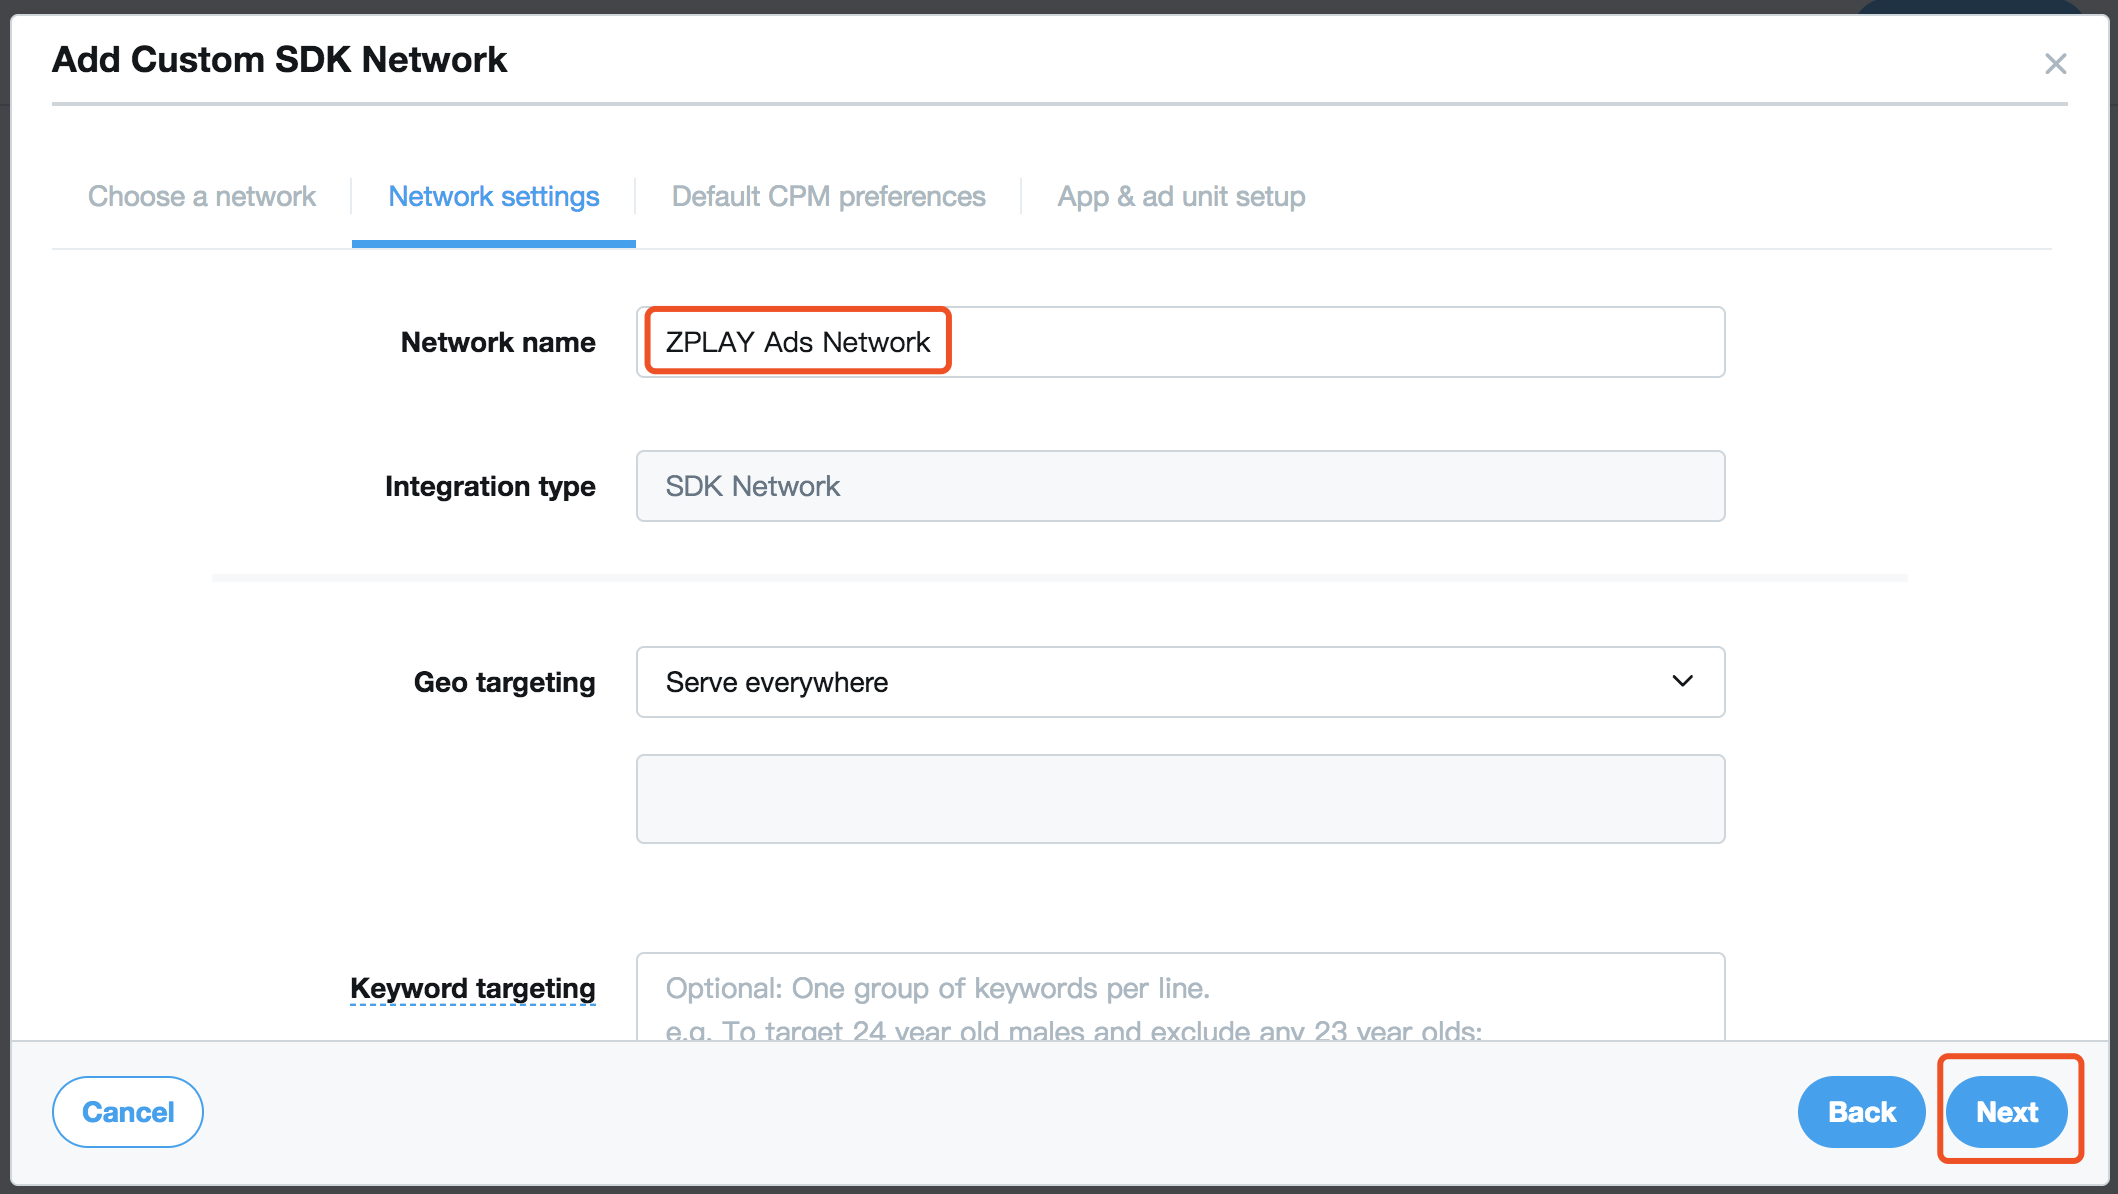 Add Custom SDK Network
Choose a network
Network settings
Default CPM preferences
App & ad unit setup
Network name
ZPLAY Ads Network
Integration type
SDK Network
Geo targeting
Serve everywhere
Keyword targeting
Optional: One group of keywords per line.
e.g. To target 24 year old males and exclude any 23 year olds:
Cancel
Back
Next